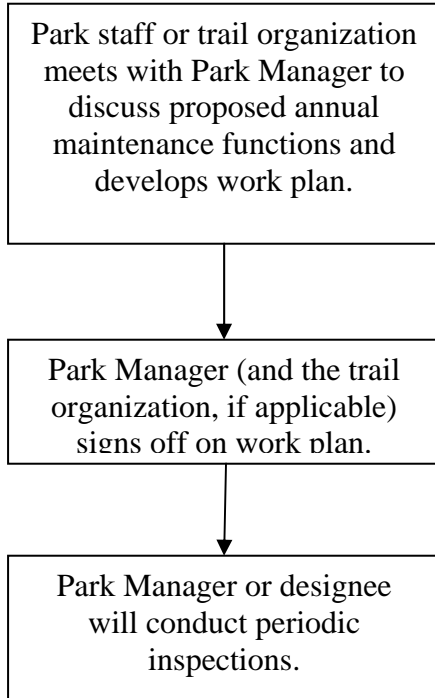 Park staff or trail organization
meets with Park Manager to
discuss proposed annual
maintenance functions and
develops work plan.
Park Manager (and the trail
organization, if applicable)
signs off on work plan.
Park Manager or designee
will conduct periodic
inspections.